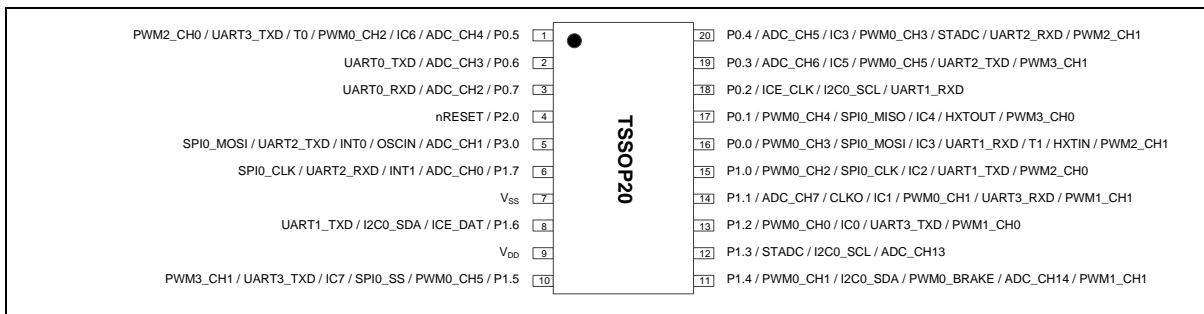 PWM2_CH0 / UART3_TXD / T0 / PWM0_CH2 / IC6 / ADC_CH4 / P0.5 1
UART0_TXD / ADC_CH3 / P0.6 2
UART0_RXD / ADC_CH2 / P0.7 3
nRESET / P2.0 4
SPI0_MOSI / UART2_TXD / INT0 / OSCIN / ADC_CH1 / P3.0 5
SPI0_CLK / UART2_RXD / INT1 / ADC_CH0 / P1.7 6
VSS 7
UART1_TXD / I2C0_SDA / ICE_DAT / P1.6 8
VDD 9
PWM3_CH1 / UART3_TXD / IC7 / SPI0_SS / PWM0_CH5 / P1.5 10
TSSOP20
20 P0.4 / ADC_CH5 / IC3 / PWM0_CH3 / STADC / UART2_RXD / PWM2_CH1
19 P0.3 / ADC_CH6 / IC5 / PWM0_CH5 / UART2_TXD / PWM3_CH1
18 P0.2 / ICE_CLK / I2C0_SCL / UART1_RXD
17 P0.1 / PWM0_CH4 / SPI0_MISO / IC4 / HXTOUT / PWM3_CH0
16 P0.0 / PWM0_CH3 / SPI0_MOSI / IC3 / UART1_RXD / T1 / HXTIN / PWM2_CH1
15 P1.0 / PWM0_CH2 / SPI0_CLK / IC2 / UART1_TXD / PWM2_CH0
14 P1.1 / ADC_CH7 / CLKO / IC1 / PWM0_CH1 / UART3_RXD / PWM1_CH1
13 P1.2 / PWM0_CH0 / IC0 / UART3_TXD / PWM1_CH0
12 P1.3 / STADC / I2C0_SCL / ADC_CH13
11 P1.4 / PWM0_CH1 / I2C0_SDA / PWM0_BRAKE / ADC_CH14 / PWM1_CH1